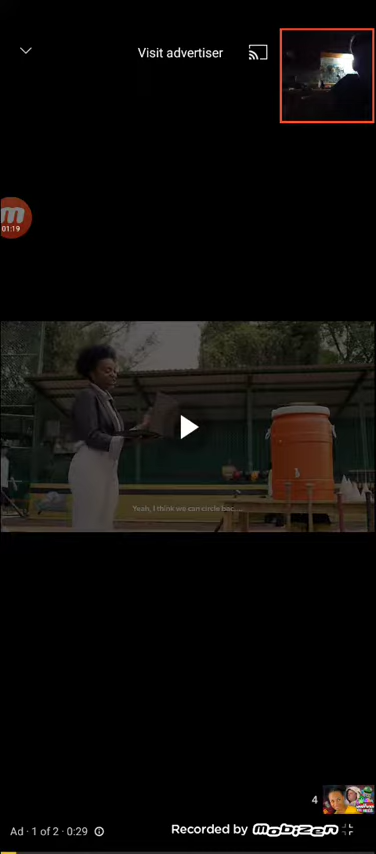 Visit advertiser
m
01:19
Yeah, I think we can circle bac
4
Ad · 1 of 2 · 0:29
Recorded by mobizen